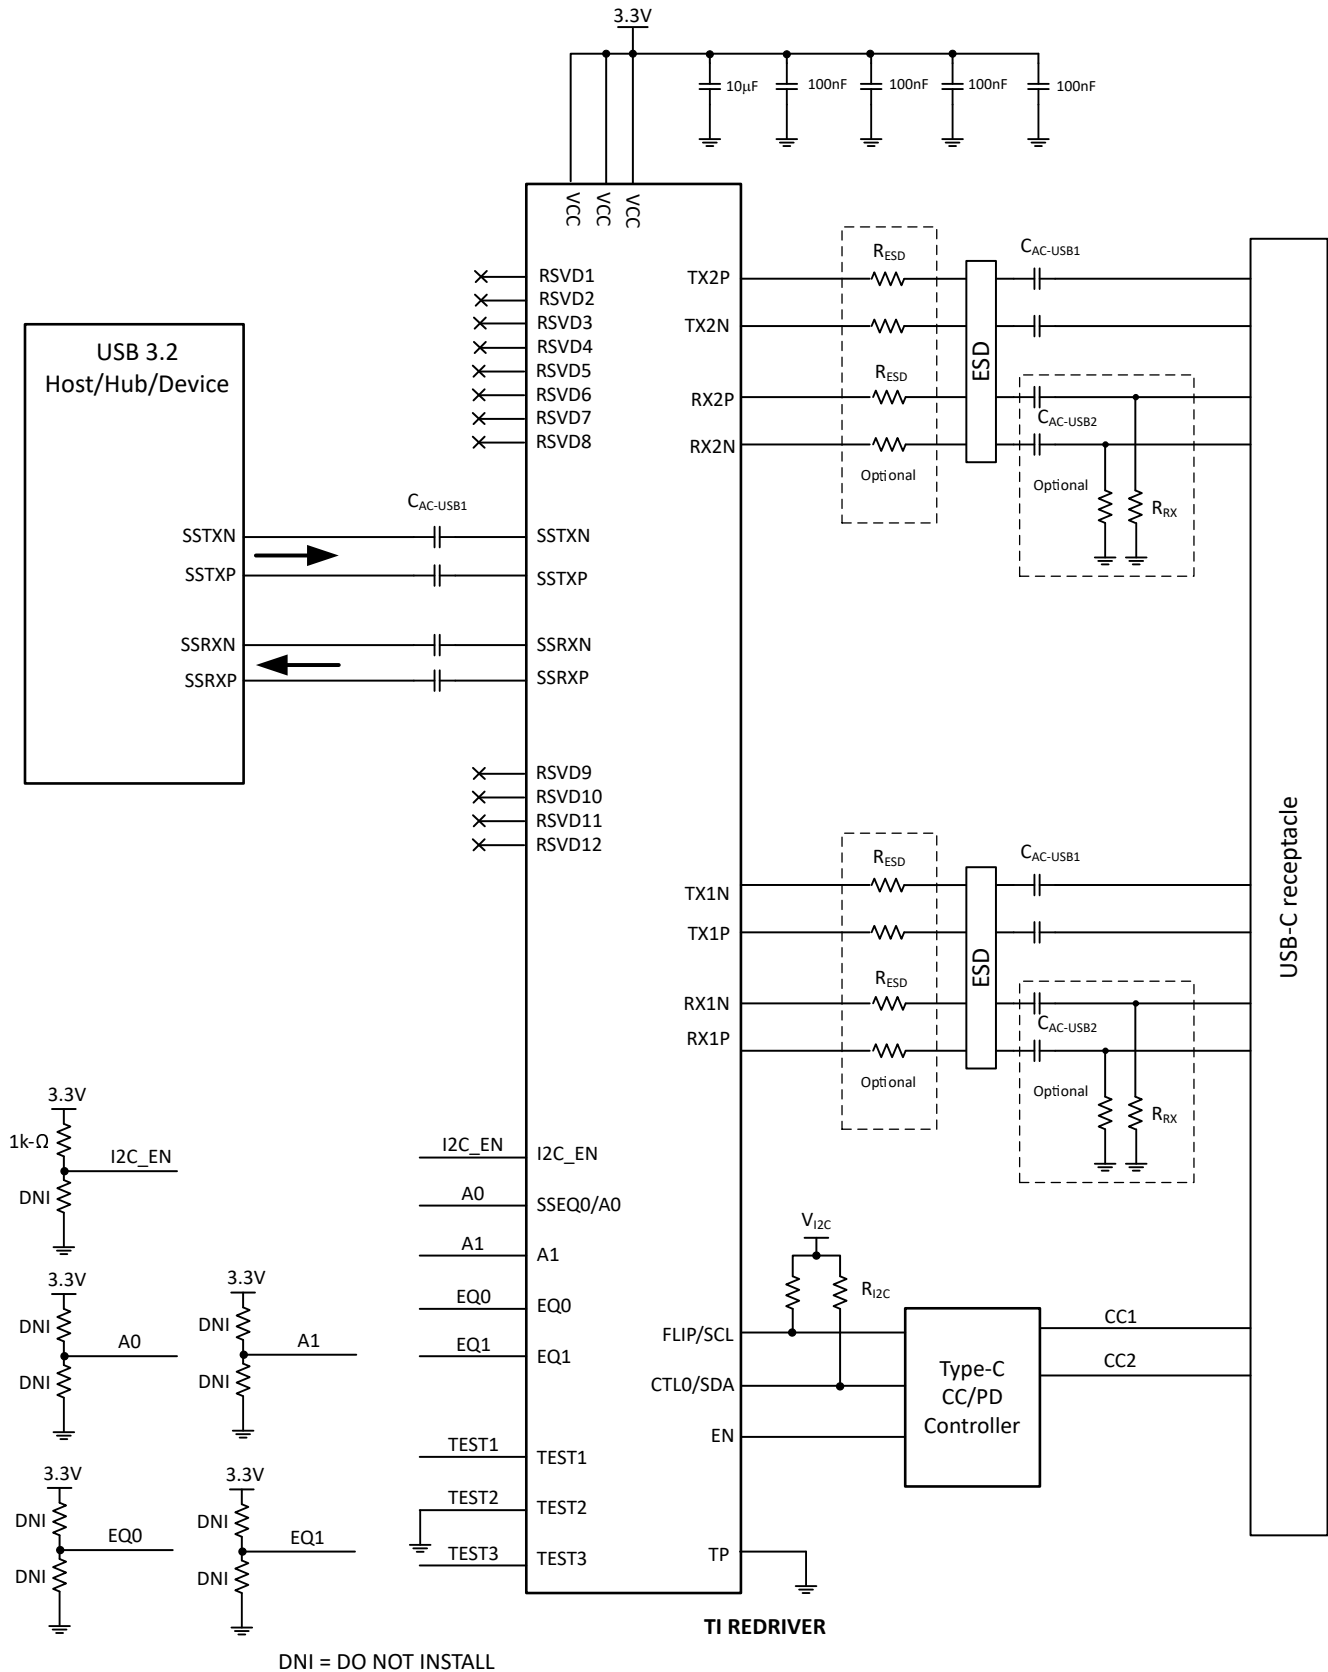 3.3V
10µF
100nF
100nF
100nF
100nF
VCC
VCC
VCC
RSVD1
RSVD2
RSVD3
RSVD4
RSVD5
RSVD6
RSVD7
RSVD8
TX2P
TX2N
RX2P
RX2N
RESD
RESD
Optional
ESD
CAC-USB1
CAC-USB2
Optional
RRX
USB 3.2
Host/Hub/Device
SSTXN
SSTXP
SSRXN
SSRXP
CAC-USB1
SSTXN
SSTXP
SSRXN
SSRXP
RSVD9
RSVD10
RSVD11
RSVD12
TX1N
TX1P
RX1N
RX1P
RESD
RESD
Optional
ESD
CAC-USB1
CAC-USB2
Optional
RRX
USB-C receptacle
3.3V
1k-Ω
I2C_EN
DNI
3.3V
DNI
A0
DNI
3.3V
DNI
A1
DNI
3.3V
DNI
EQ0
DNI
3.3V
DNI
EQ1
DNI
I2C_EN
I2C_EN
A0
SSEQ0/A0
A1
A1
EQ0
EQ0
EQ1
EQ1
TEST1
TEST1
TEST2
TEST2
TEST3
TEST3
VI2C
RI2C
FLIP/SCL
CTL0/SDA
EN
TP
Type-C
CC/PD
Controller
CC1
CC2
TI REDRIVER
DNI = DO NOT INSTALL